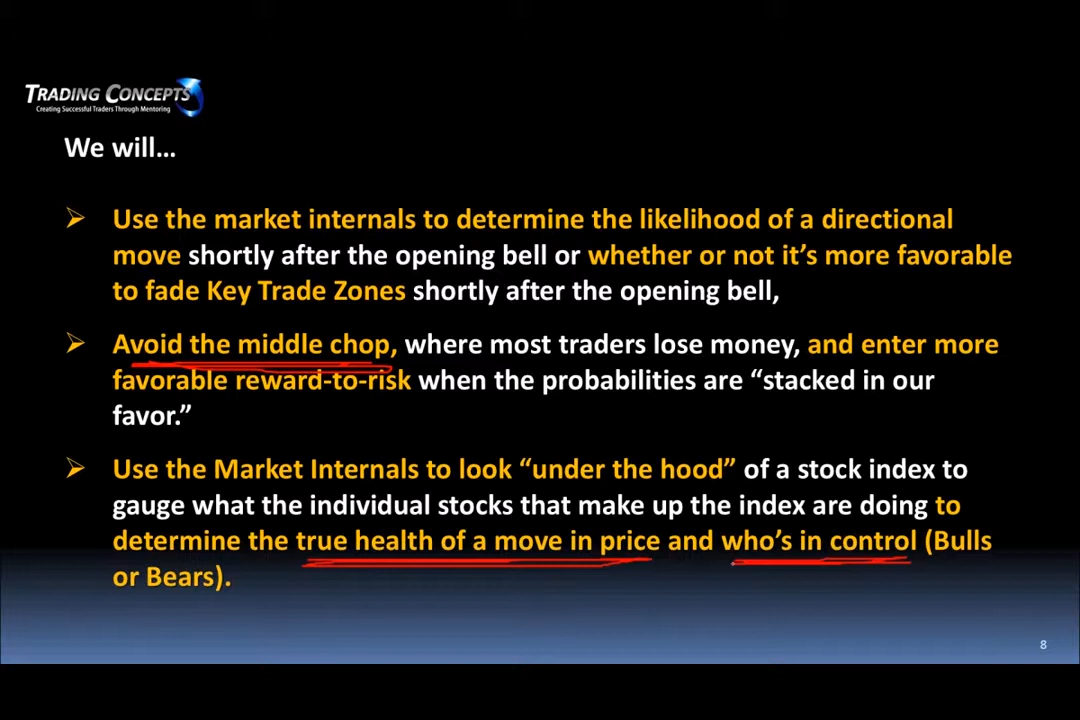 TRADING CONCEPTS
Creating Successful Traders Through Mentoring
We will…
Use the market internals to determine the likelihood of a directional
move shortly after the opening bell or whether or not it’s more favorable
to fade Key Trade Zones shortly after the opening bell,
Avoid the middle chop, where most traders lose money, and enter more
favorable reward-to-risk when the probabilities are “stacked in our
favor.”
Use the Market Internals to look “under the hood” of a stock index to
gauge what the individual stocks that make up the index are doing to
determine the true health of a move in price and who’s in control (Bulls
or Bears).
8